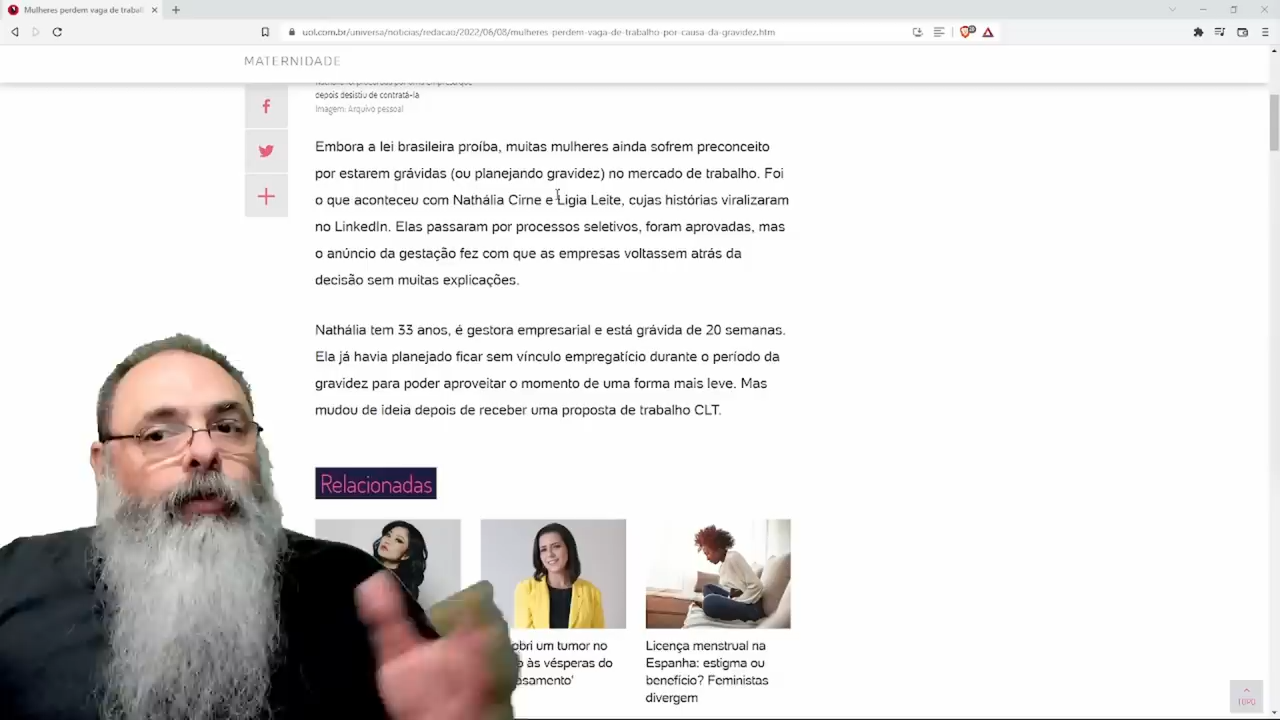 Mulheres perdem vaga de trabal
uol.com.br/universa/noticias/redacao/2022/06/08/mulheres-perdem-vaga-de-trabalho-por-causa-da-gravidez.htm
MATERNIDADE
depois desistiu de contratá-la
Imagem: Arquivo pessoal
Embora a lei brasileira proíba, muitas mulheres ainda sofrem preconceito
por estarem grávidas (ou planejando gravidez) no mercado de trabalho. Foi
o que aconteceu com Nathália Cirne e Ligia Leite, cujas histórias viralizaram
no LinkedIn. Elas passaram por processos seletivos, foram aprovadas, mas
o anúncio da gestação fez com que as empresas voltassem atrás da
decisão sem muitas explicações.
Nathália tem 33 anos, é gestora empresarial e está grávida de 20 semanas.
Ela já havia planejado ficar sem vínculo empregatício durante o período da
gravidez para poder aproveitar o momento de uma forma mais leve. Mas
mudou de ideia depois de receber uma proposta de trabalho CLT.
Relacionadas
obri um tumor no
o às vésperas do
asamento'
Licença menstrual na
Espanha: estigma ou
benefício? Feministas
divergem
TOPO